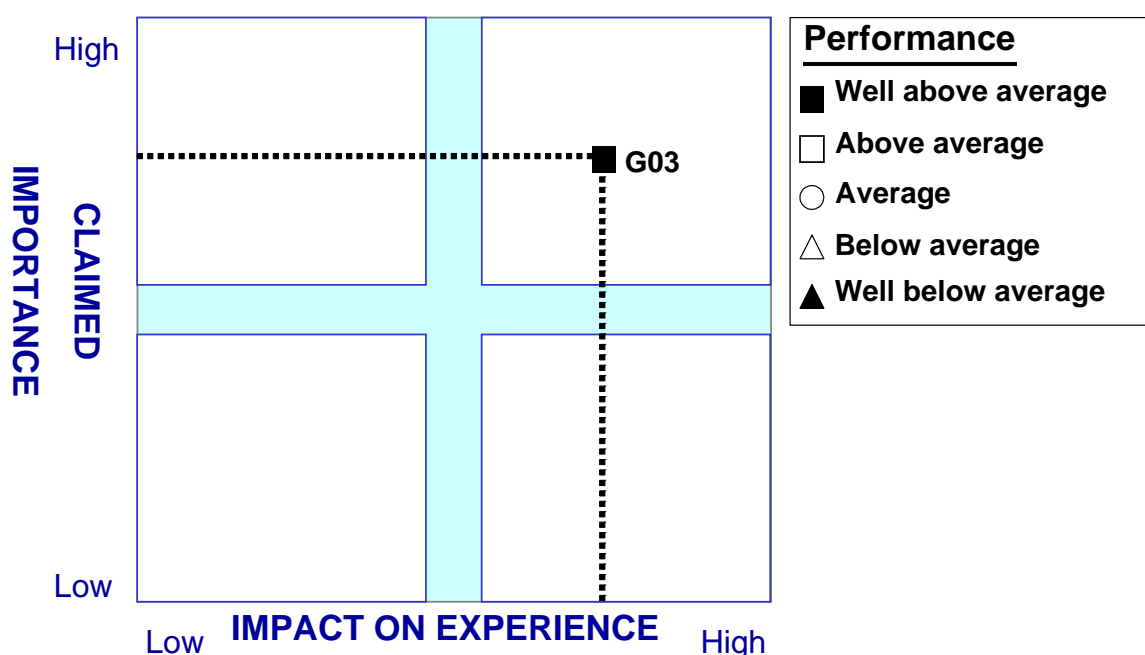 High
IMPORTANCE
CLAIMED
Low
G03
Low
IMPACT ON EXPERIENCE
High
Performance
Well above average
Above average
Average
Below average
Well below average